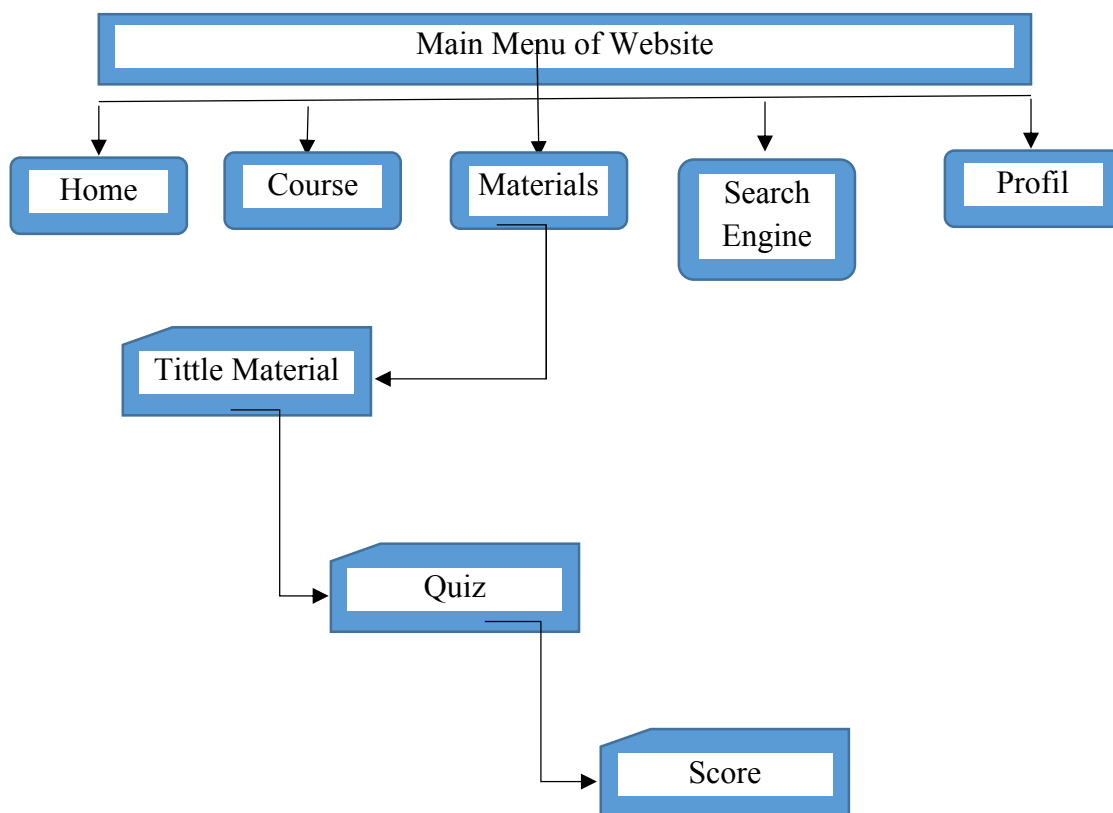 Main Menu of Website
Home
Course
Materials
Search
Engine
Profil
Tittle Material
Quiz
Score